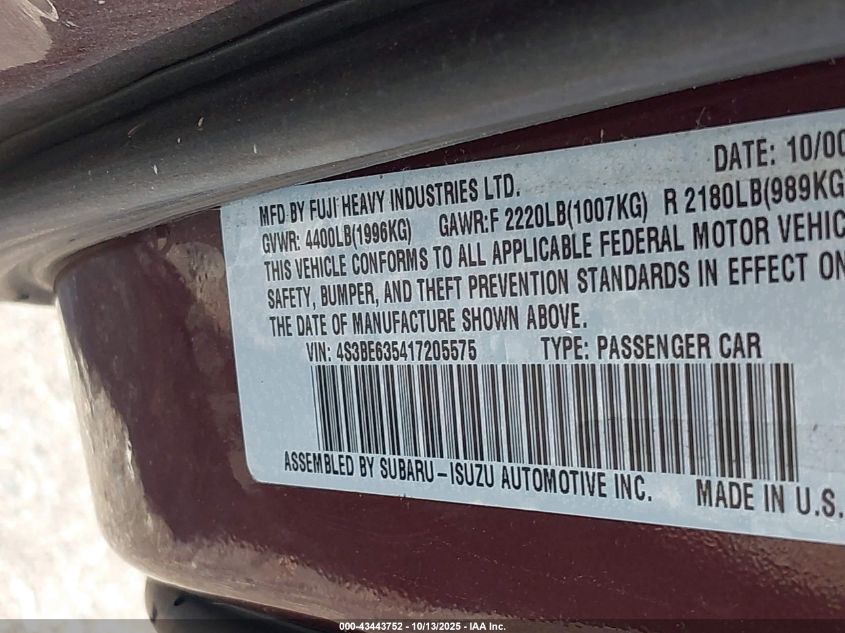 DATE: 10/00
MFD BY FUJI HEAVY INDUSTRIES LTD.
GVWR: 4400LB(1996KG) GAWR:F 2220LB(1007KG) R 2180LB(989KG
THIS VEHICLE CONFORMS TO ALL APPLICABLE FEDERAL MOTOR VEHIC
SAFETY, BUMPER, AND THEFT PREVENTION STANDARDS IN EFFECT ON
THE DATE OF MANUFACTURE SHOWN ABOVE.
VIN: 4S3BE635417205575 TYPE: PASSENGER CAR
ASSEMBLED BY SUBARU-ISUZU AUTOMOTIVE INC. MADE IN U.S.
000-43443752 - 10/13/2025 - IAA Inc.